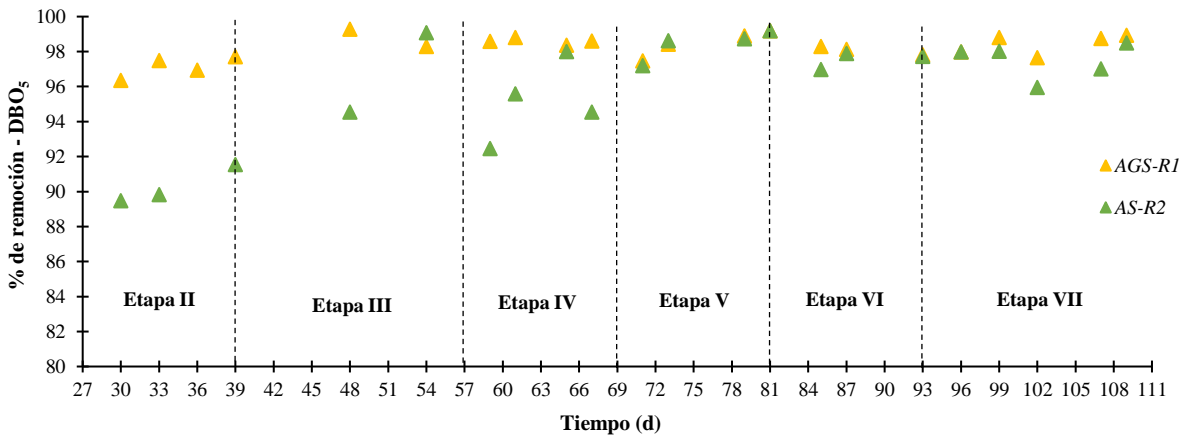 % de remoción - DBO5
100
98
96
94
92
90
88
86
84
82
80
Etapa II
Etapa III
Etapa IV
Etapa V
Etapa VI
Etapa VII
AGS-R1
AS-R2
27 30 33 36 39 42 45 48 51 54 57 60 63 66 69 72 75 78 81 84 87 90 93 96 99 102 105 108 111
Tiempo (d)